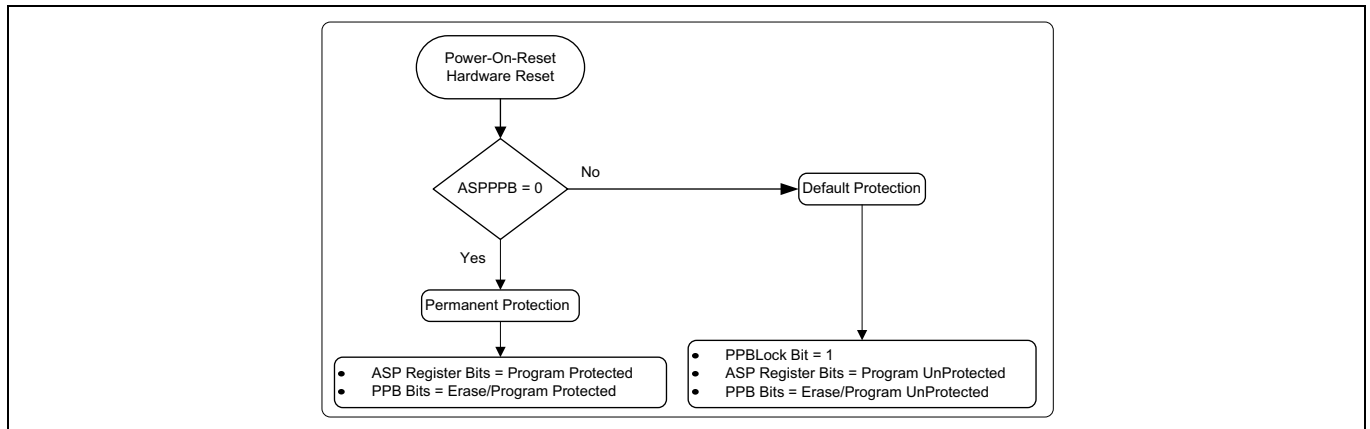 Power-On-Reset
Hardware Reset
ASPPPB = 0
No
Default Protection
Yes
Permanent Protection
• ASP Register Bits = Program Protected
• PPB Bits = Erase/Program Protected
• PPBLock Bit = 1
• ASP Register Bits = Program UnProtected
• PPB Bits = Erase/Program UnProtected